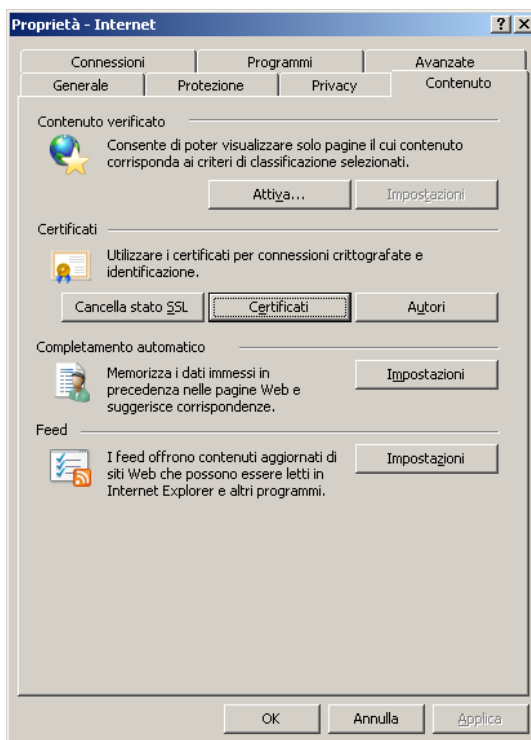 Proprietà - Internet
Connessioni
Programmi
Avanzate
Generale
Protezione
Privacy
Contenuto
Contenuto verificato
Consente di poter visualizzare solo pagine il cui contenuto
corrisponda ai criteri di classificazione selezionati.
Attiva...
Impostazioni
Certificati
Utilizzare i certificati per connessioni crittografate e
identificazione.
Cancella stato SSL
Certificati
Autori
Completamento automatico
Memorizza i dati immessi in
precedenza nelle pagine Web e
suggerisce corrispondenze.
Impostazioni
Feed
I feed offrono contenuti aggiornati di
siti Web che possono essere letti in
Internet Explorer e altri programmi.
Impostazioni
OK
Annulla
Applica